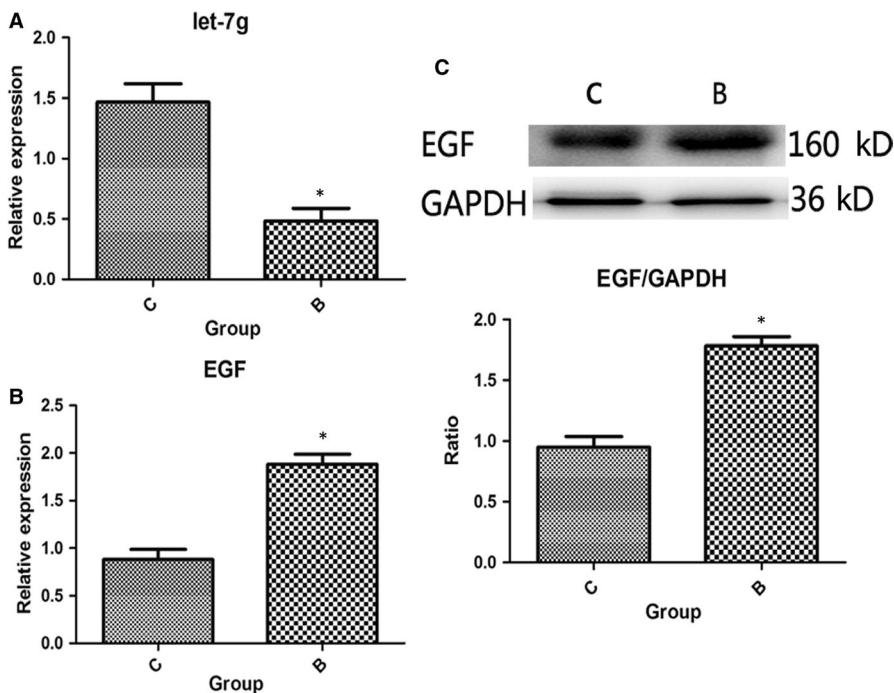 A
let-7g
Relative expression
2.0
1.5
1.0
0.5
0.0
*
C
B
Group
B
EGF
Relative expression
2.5
2.0
1.5
1.0
0.5
0.0
*
C
B
Group
C
C B
EGF 160 kD
GAPDH 36 kD
EGF/GAPDH
Ratio
2.0
1.5
1.0
0.5
0.0
*
C
B
Group